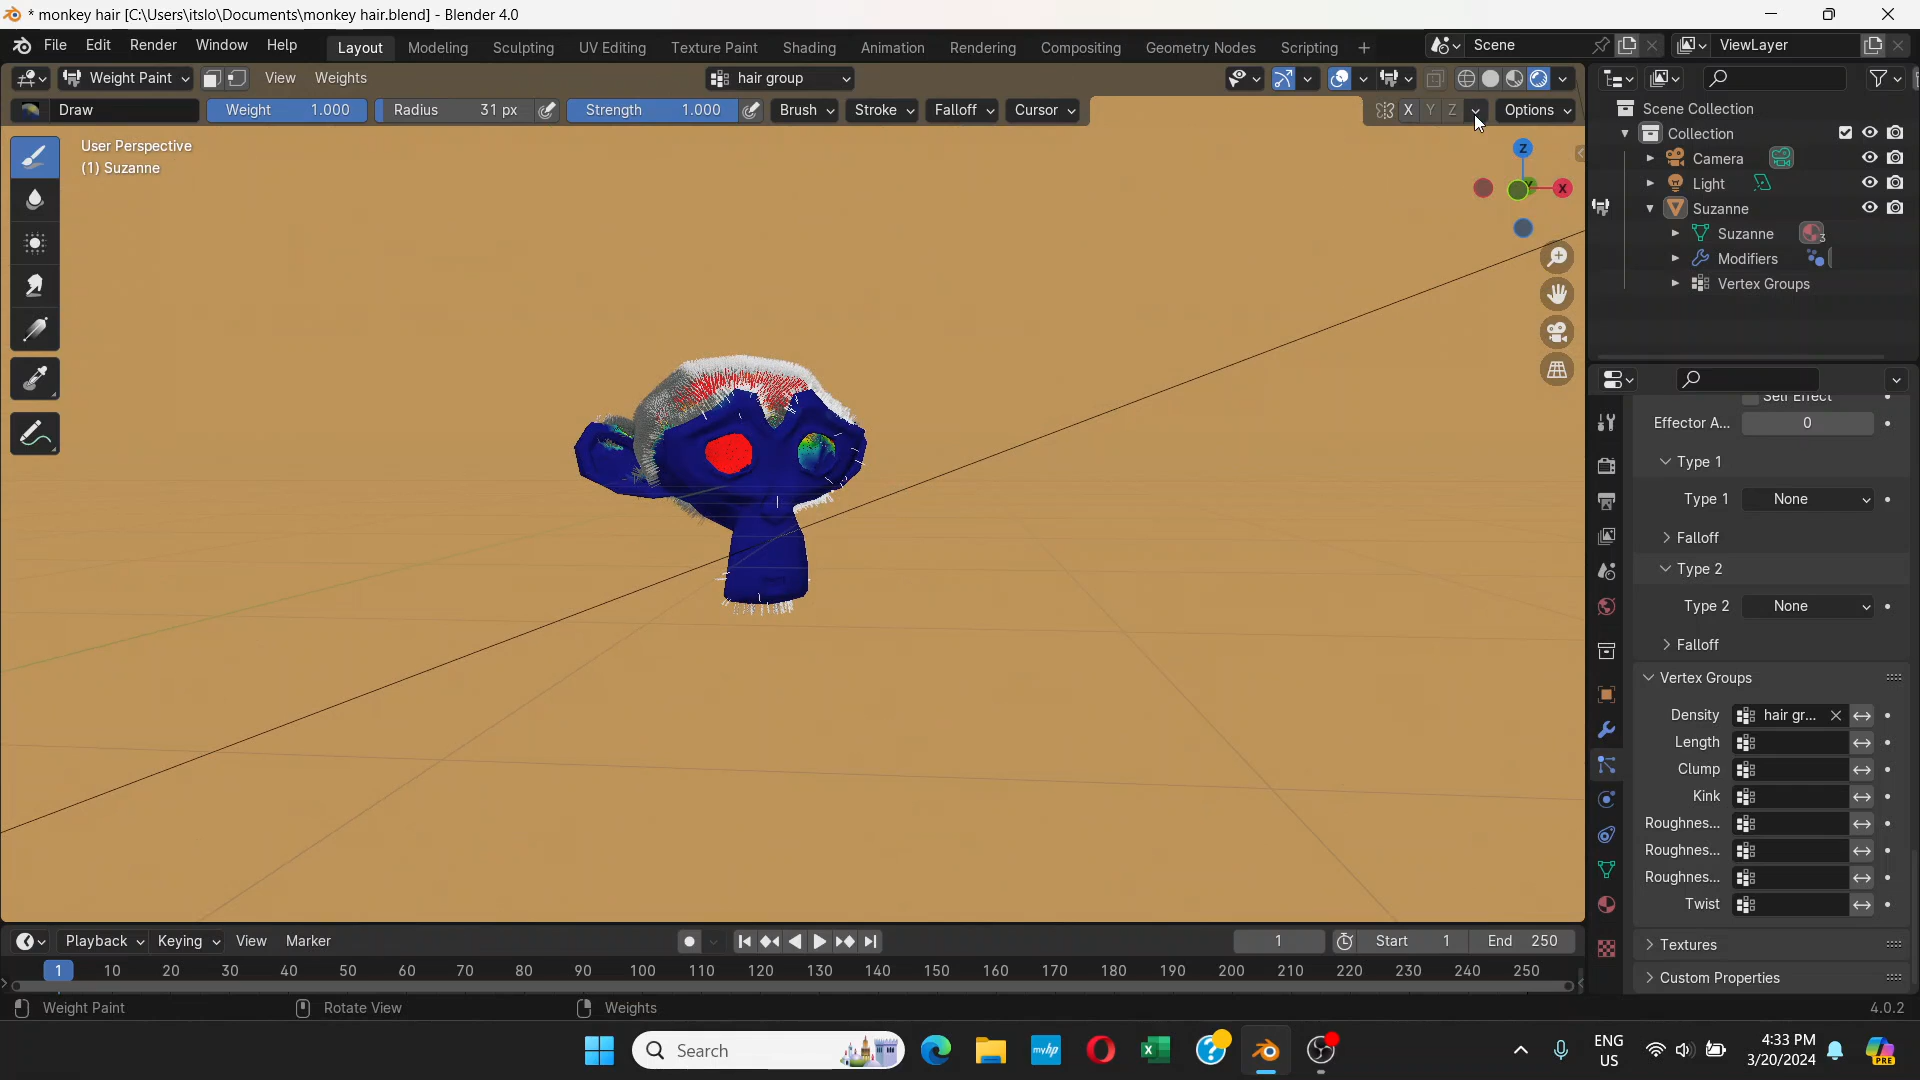 * monkey hair [C:\Users\itslo\Documents\monkey hair.blend] - Blender 4.0
File Edit Render Window Help Layout Modeling Sculpting UV Editing Texture Paint Shading Animation Rendering Compositing Geometry Nodes Scripting + Scene ViewLayer
Weight Paint View Weights hair group
Draw Weight 1.000 Radius 31 px Strength 1.000 Brush Stroke Falloff Cursor X Y Z Options
User Perspective
(1) Suzanne
Z
X
Scene Collection
Collection
Camera
Light
Suzanne
Suzanne 3
Modifiers
Vertex Groups
Self Effect
Effector A... 0
Type 1
Type 1 None
Falloff
Type 2
Type 2 None
Falloff
Vertex Groups
Density hair gr...
Length
Clump
Kink
Roughnes...
Roughnes...
Roughnes...
Twist
Textures
Custom Properties
Playback Keying View Marker 1 Start 1 End 250
1 10 20 30 40 50 60 70 80 90 100 110 120 130 140 150 160 170 180 190 200 210 220 230 240 250
Weight Paint Rotate View Weights 4.0.2
Search myhp ENG US 4:33 PM 3/20/2024 PRE